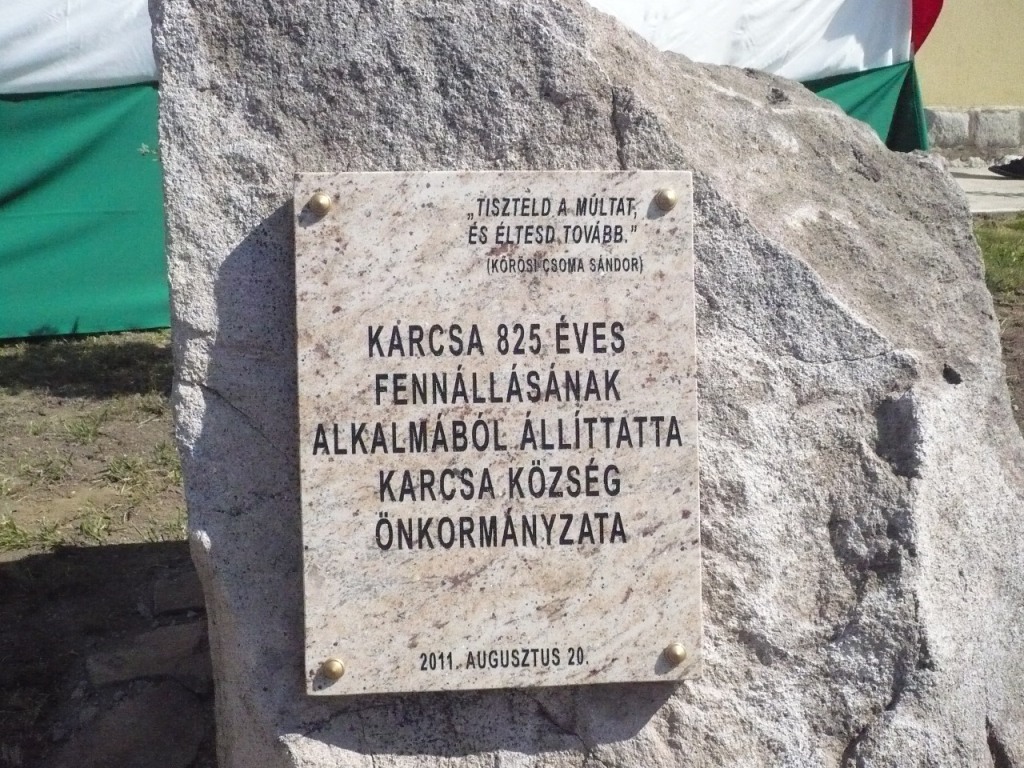 „TISZTELD A MÚLTAT,
ÉS ÉLTESD TOVÁBB.”
(KŐRÖSI CSOMA SÁNDOR)
KARCSA 825 ÉVES
FENNÁLLÁSÁNAK
ALKALMÁBÓL ÁLLÍTTATTA
KARCSA KÖZSÉG
ÖNKORMÁNYZATA
2011. AUGUSZTUS 20.